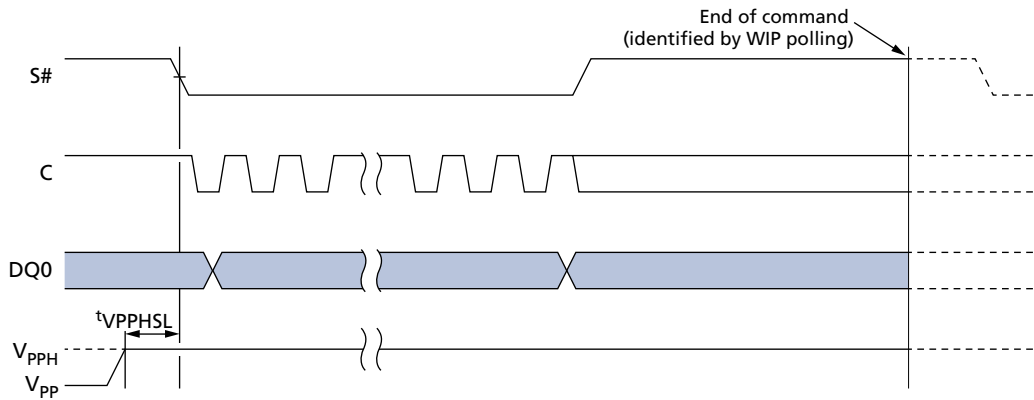 End of command
(identified by WIP polling)
S#
C
DQ0
tVPPHSL
VPPH
VPP